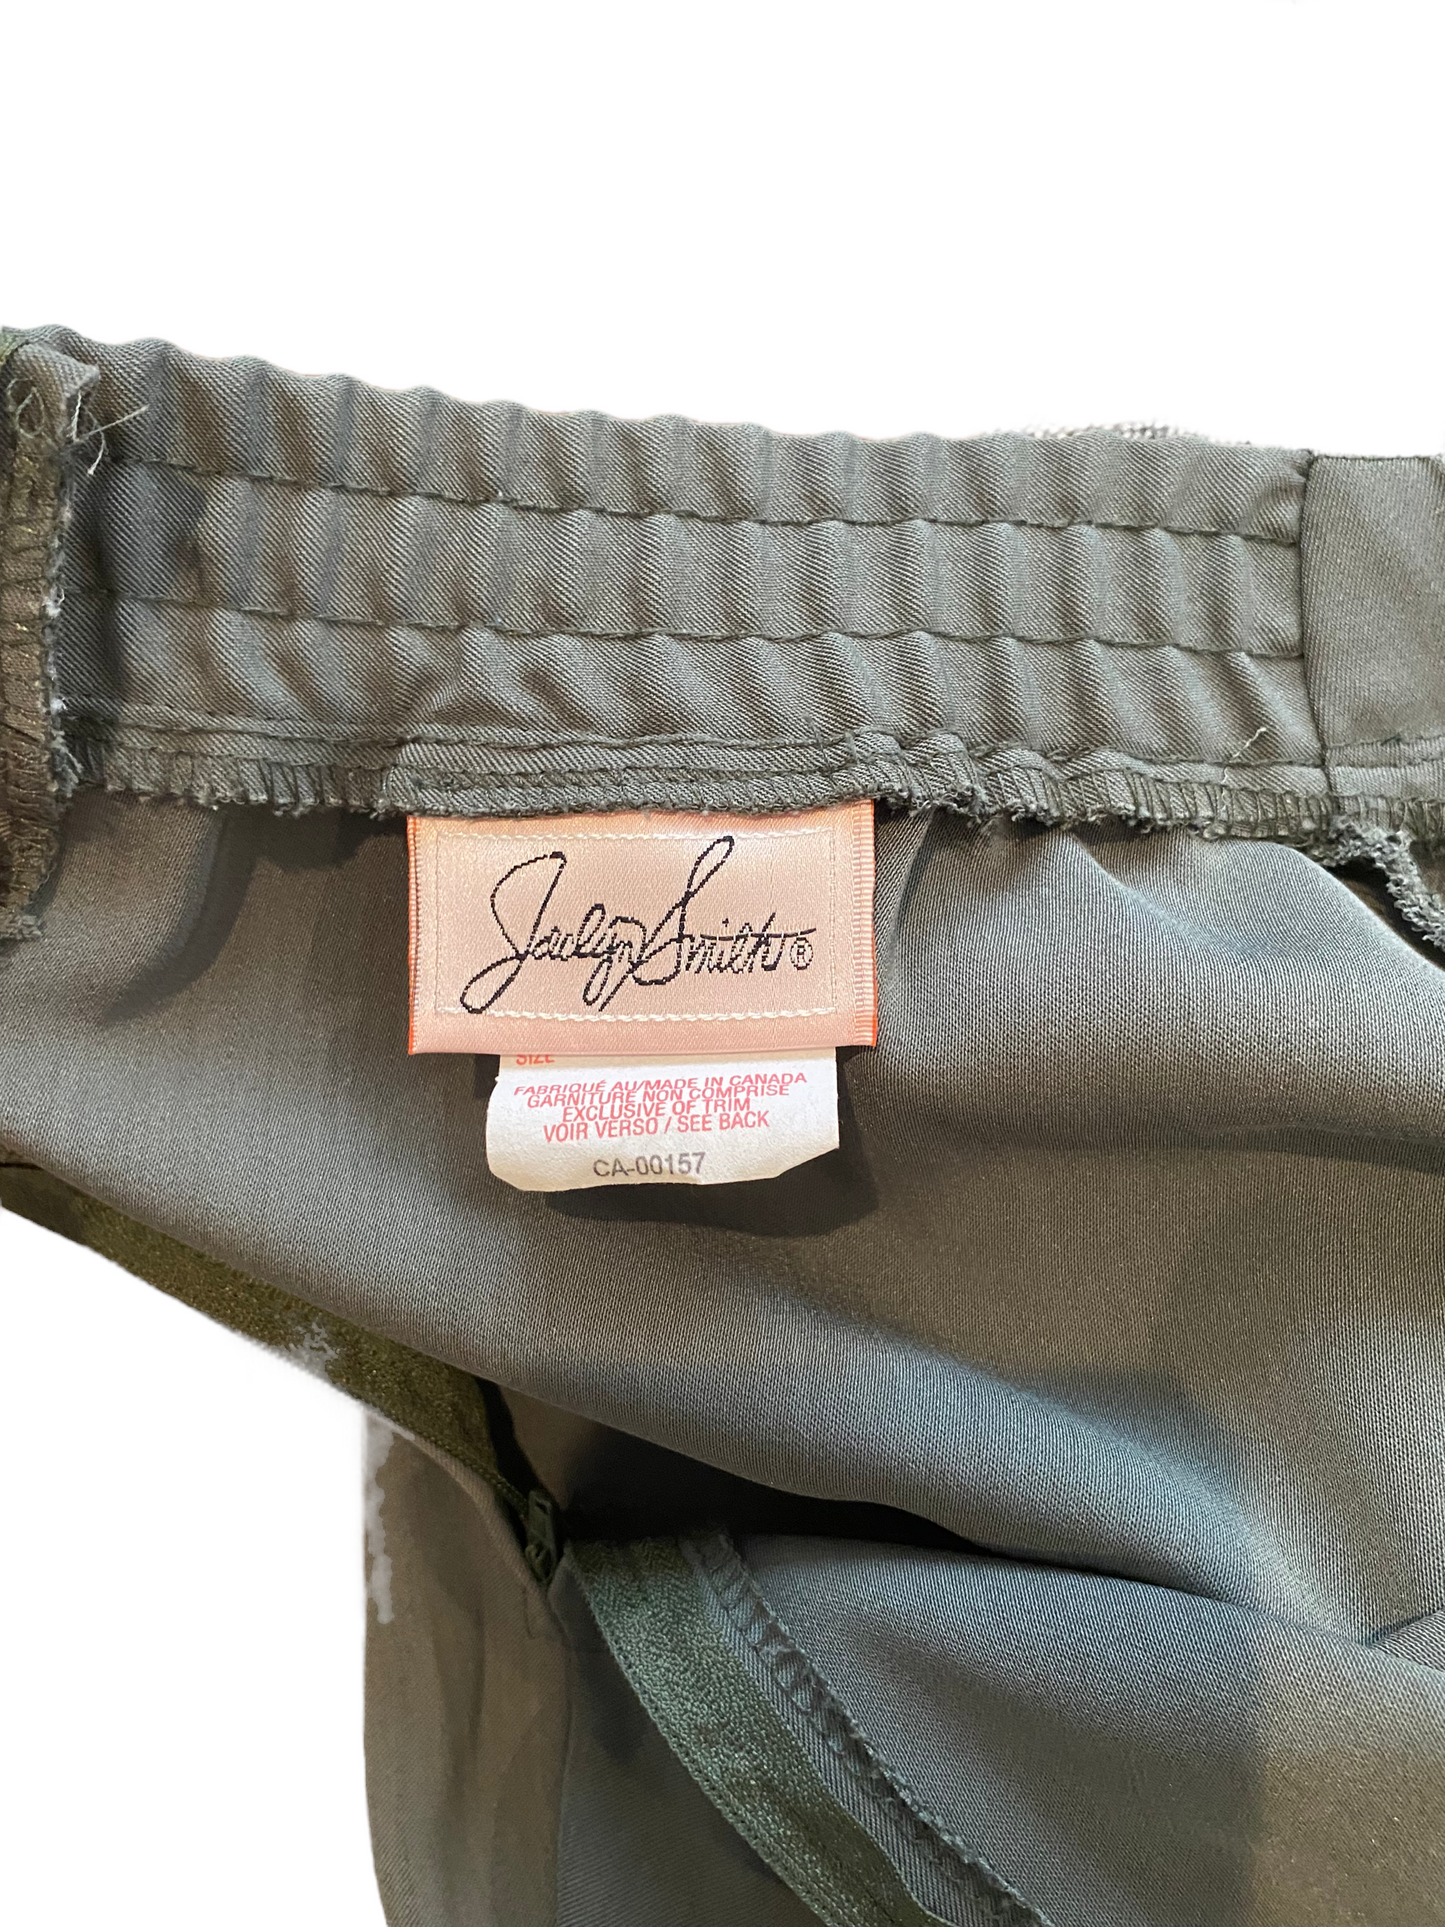 Jaclyn Smith®
SIZE
FABRIQUÉ AU/MADE IN CANADA
GARNITURE NON COMPRISE
EXCLUSIVE OF TRIM
VOIR VERSO / SEE BACK
CA-00157